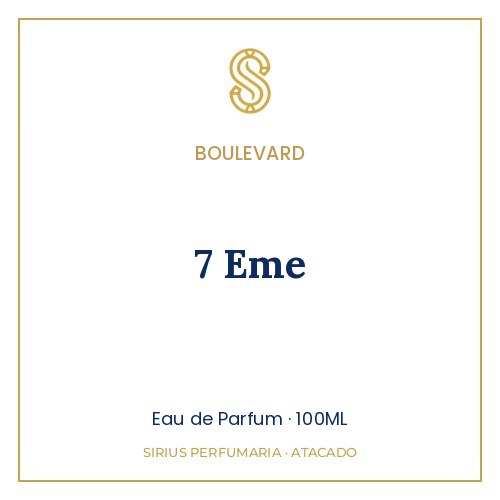 BOULEVARD
7 Eme
Eau de Parfum · 100ML
SIRIUS PERFUMARIA · ATACADO